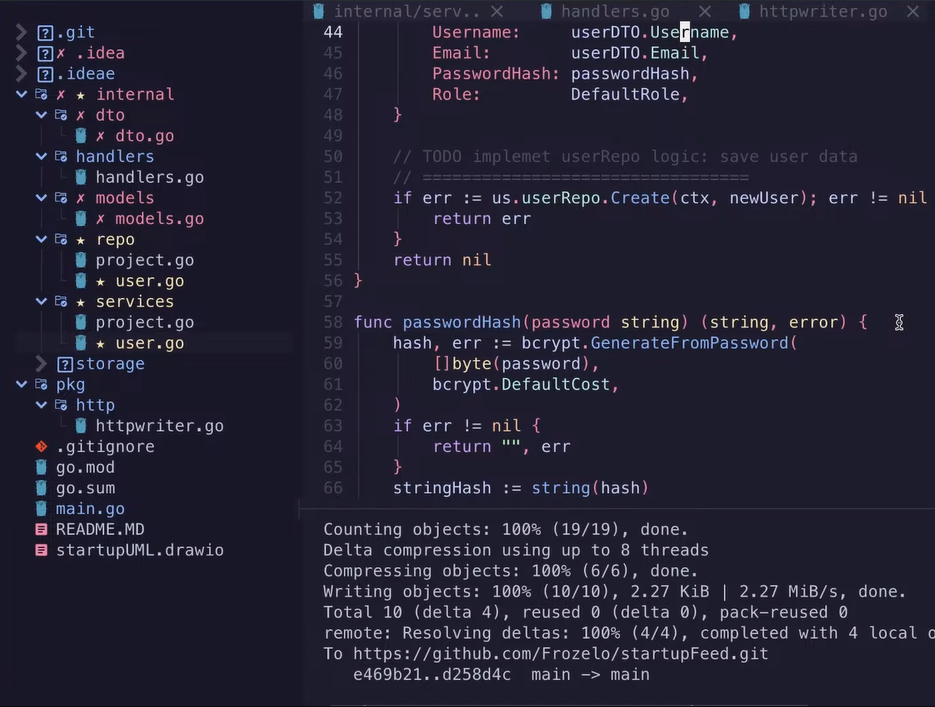 .git
.idea
.ideae
internal
dto
dto.go
handlers
handlers.go
models
models.go
repo
project.go
user.go
services
project.go
user.go
storage
pkg
http
httpwriter.go
.gitignore
go.mod
go.sum
main.go
README.MD
startupUML.drawio
internal/serv..
handlers.go
httpwriter.go
44 Username: userDTO.Username,
45 Email: userDTO.Email,
46 PasswordHash: passwordHash,
47 Role: DefaultRole,
48 }
49
50 // TODO implemet userRepo logic: save user data
51 // =================================
52 if err := us.userRepo.Create(ctx, newUser); err != nil
53 return err
54 }
55 return nil
56 }
57
58 func passwordHash(password string) (string, error) {
59 hash, err := bcrypt.GenerateFromPassword(
60 []byte(password),
61 bcrypt.DefaultCost,
62 )
63 if err != nil {
64 return "", err
65 }
66 stringHash := string(hash)
Counting objects: 100% (19/19), done.
Delta compression using up to 8 threads
Compressing objects: 100% (6/6), done.
Writing objects: 100% (10/10), 2.27 KiB | 2.27 MiB/s, done.
Total 10 (delta 4), reused 0 (delta 0), pack-reused 0
remote: Resolving deltas: 100% (4/4), completed with 4 local o
To https://github.com/Frozelo/startupFeed.git
e469b21..d258d4c main -> main